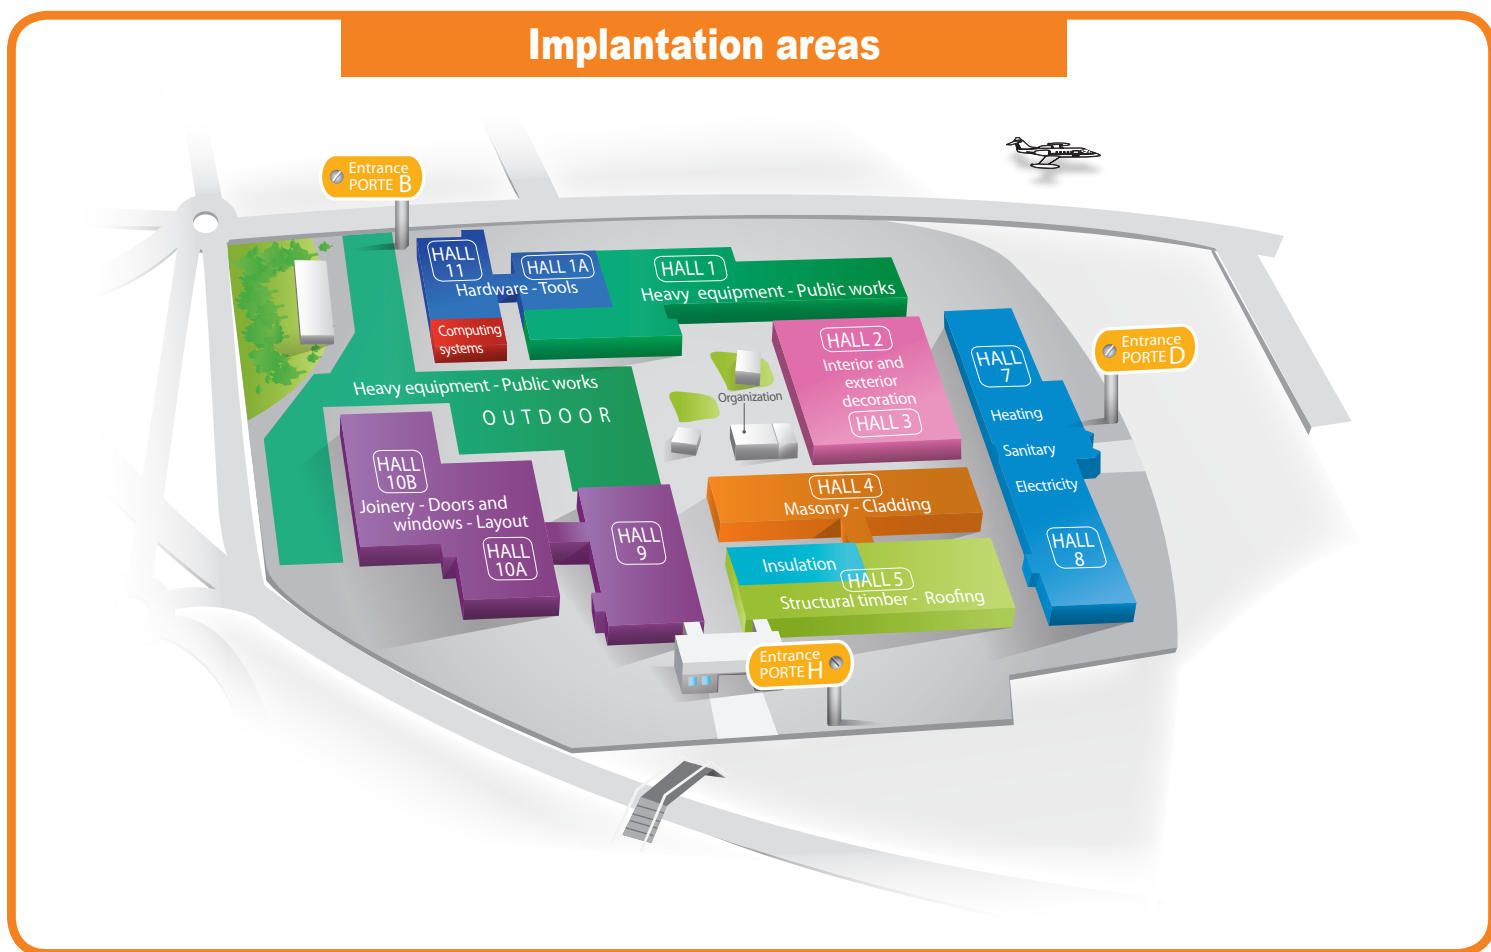 Implantation areas
Entrance
PORTE B
HALL
11
HALL 1A
Hardware - Tools
HALL 1
Heavy equipment - Public works
Computing
systems
HALL 2
Interior and
exterior
decoration
HALL 3
HALL
7
Heating
Sanitary
Electricity
HALL
8
Entrance
PORTE D
Heavy equipment - Public works
OUTDOOR
Organization
HALL
10B
Joinery - Doors and
windows - Layout
HALL
10A
HALL
9
HALL 4
Masonry - Cladding
Insulation
HALL 5
Structural timber - Roofing
Entrance
PORTE H